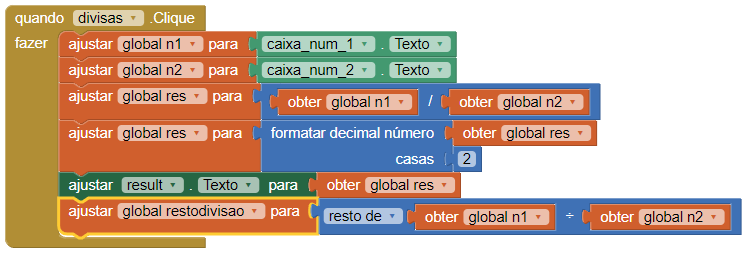 quando divisas .Clique
fazer ajustar global n1 para caixa_num_1 . Texto
ajustar global n2 para caixa_num_2 . Texto
ajustar global res para obter global n1 / obter global n2
ajustar global res para formatar decimal número obter global res
casas 2
ajustar result . Texto para obter global res
ajustar global restodivisao para resto de obter global n1 ÷ obter global n2